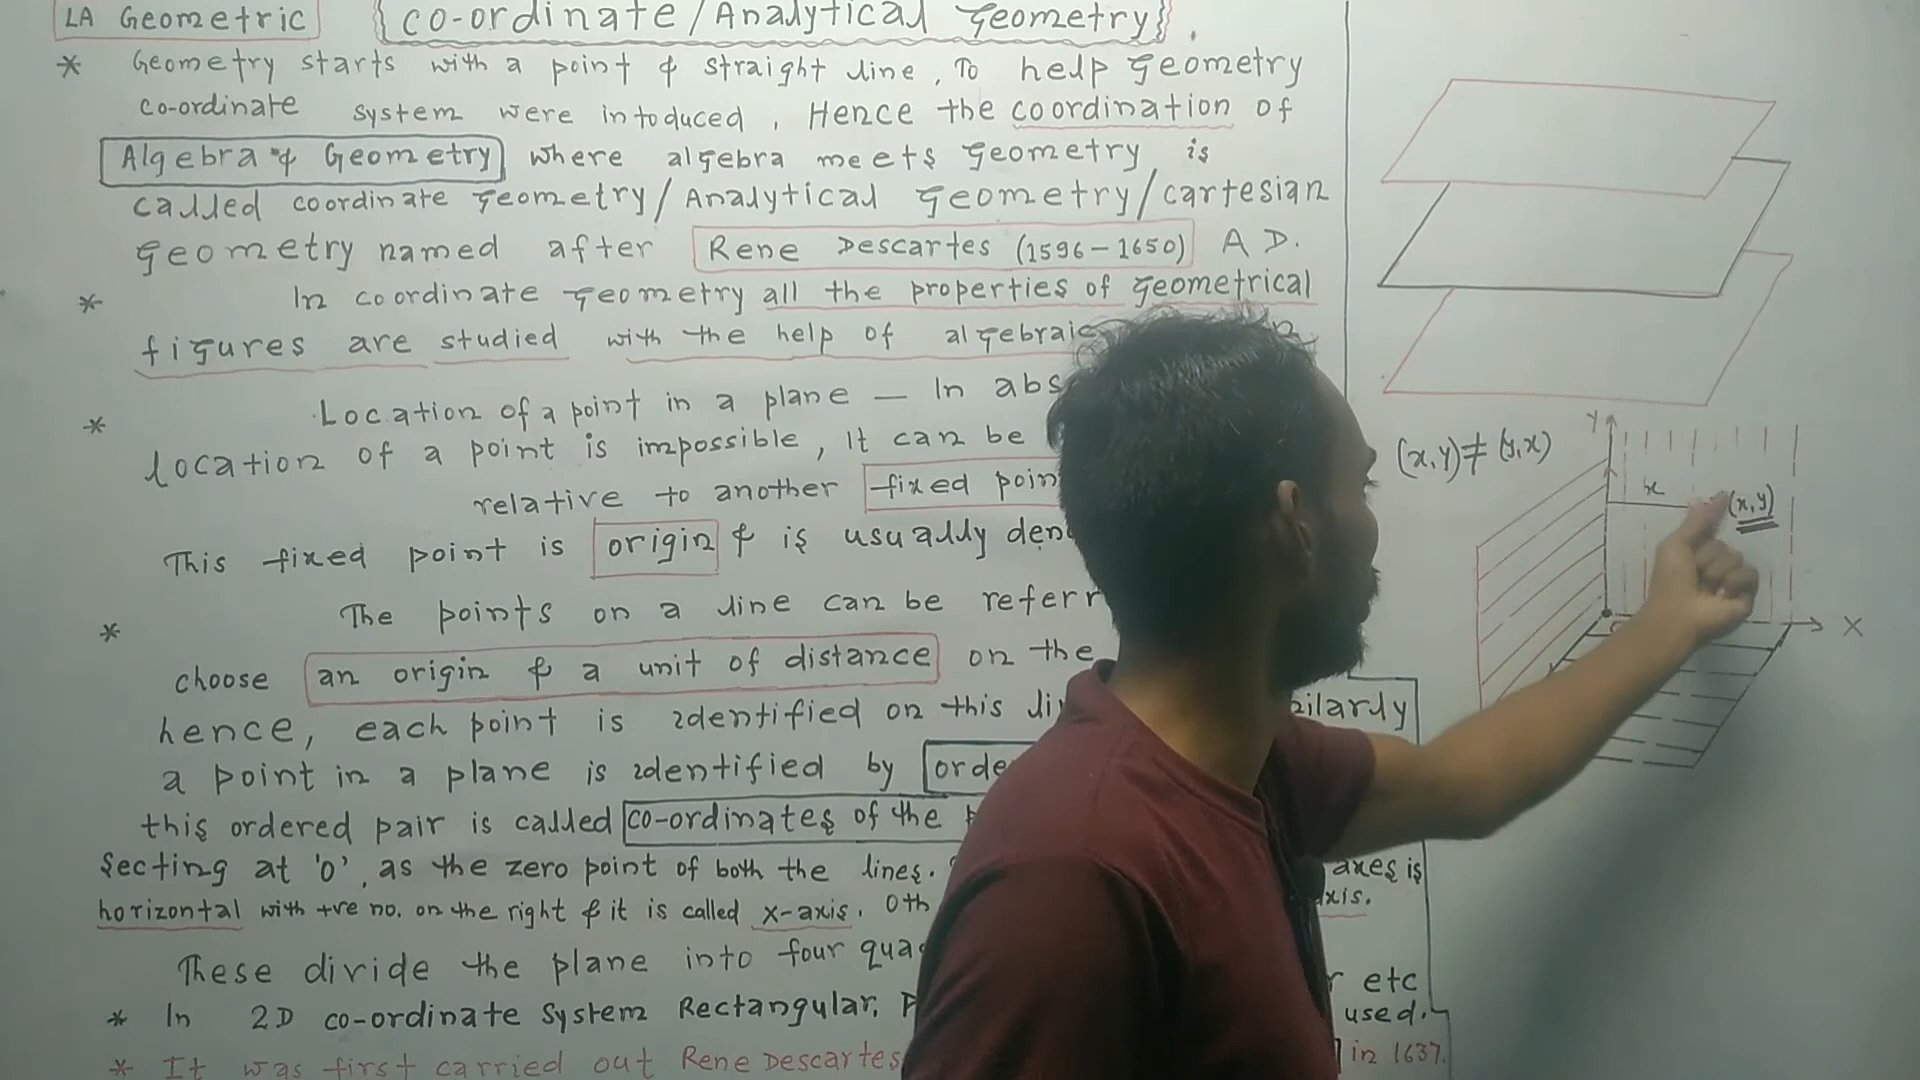 LA Geometric {co-ordinate/Analytical Geometry}
* Geometry starts with a point & straight line, To help Geometry
co-ordinate system were intoduced, Hence the coordination of
Algebra & Geometry where algebra meets Geometry is
called coordinate Geometry/Analytical Geometry/cartesian
Geometry named after Rene Descartes (1596-1650) AD.
* In coordinate Geometry all the properties of Geometrical
figures are studied with the help of algebraic
* Location of a point in a plane — In abs
location of a point is impossible, It can be
relative to another fixed poin
This fixed point is origin & is usually den
* The points on a line can be referr
choose an origin & a unit of distance on the
hence, each point is identified on this li ilarly
a point in a plane is identified by orde
this ordered pair is called co-ordinates of the
secting at 'O', as the zero point of both the lines. axes is
horizontal with +ve no. on the right & it is called x-axis. Oth xis.
These divide the plane into four qua etc
* In 2D co-ordinate System Rectangular, P used.
* It was first carried out Rene Descartes in 1637.
Y
(x,y)≠(y,x)
x
(x,y)
X